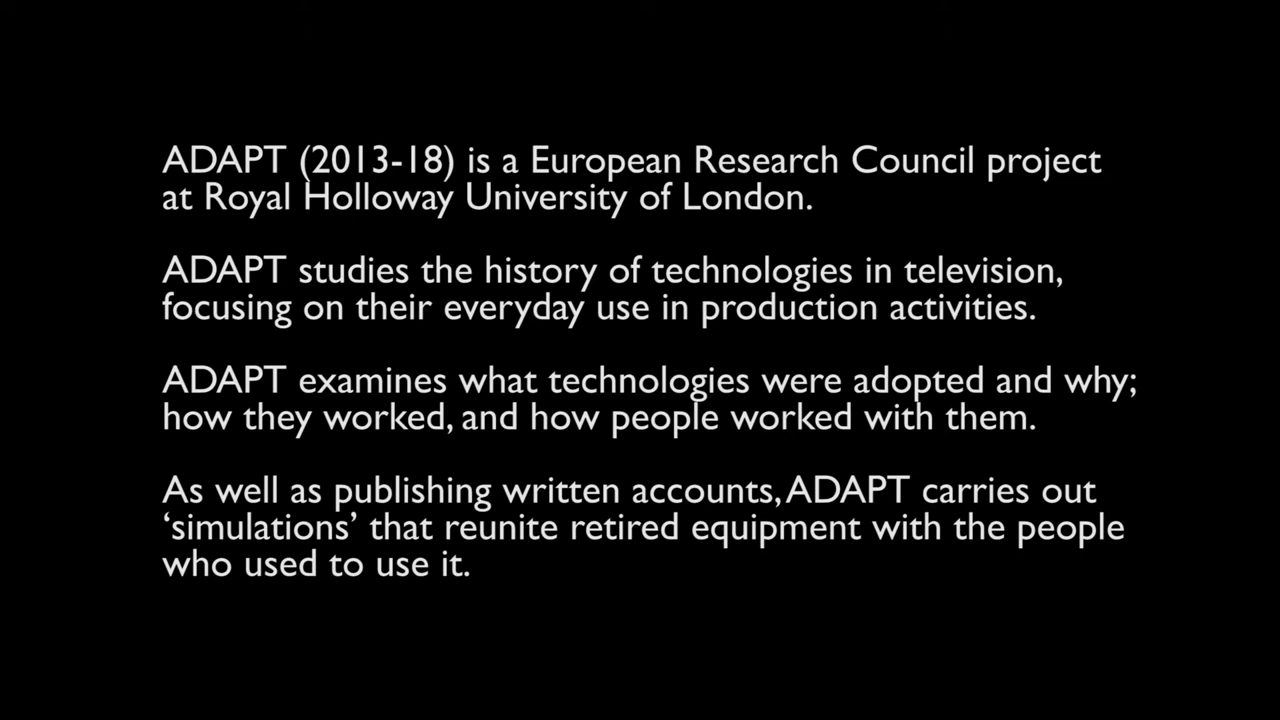 ADAPT (2013-18) is a European Research Council project
at Royal Holloway University of London.
ADAPT studies the history of technologies in television,
focusing on their everyday use in production activities.
ADAPT examines what technologies were adopted and why;
how they worked, and how people worked with them.
As well as publishing written accounts, ADAPT carries out
‘simulations’ that reunite retired equipment with the people
who used to use it.